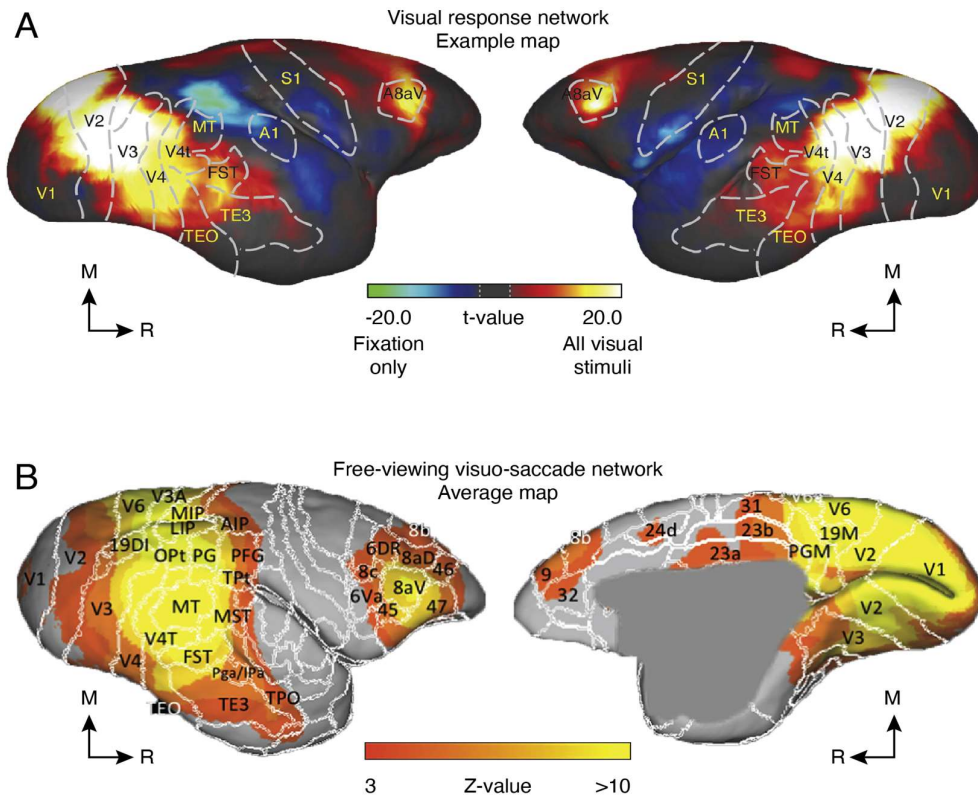 A
Visual response network
Example map
V2
V3
V4t
MT
V4
V1
FST
TE3
TEO
A1
S1
A8aV
A8aV
S1
A1
MT
V2
V4t
V3
FST
V4
V1
TE3
TEO
M
R
M
R
-20.0 t-value 20.0
Fixation only
All visual stimuli
B
Free-viewing visuo-saccade network
Average map
V6
V3A
MIP
LIP
AIP
19DI
V2
OPt
PG
PFG
V1
TPt
V3
MT
MST
V4T
V4
FST
Pga/IPa
TEO
TE3
TPO
8b
6DR
8aD
8c
46
8aV
6Va
45
47
8b
9
32
24d
31
23b
23a
V6
19M
PGM
V2
V1
V2
V3
M
R
M
R
3 Z-value >10